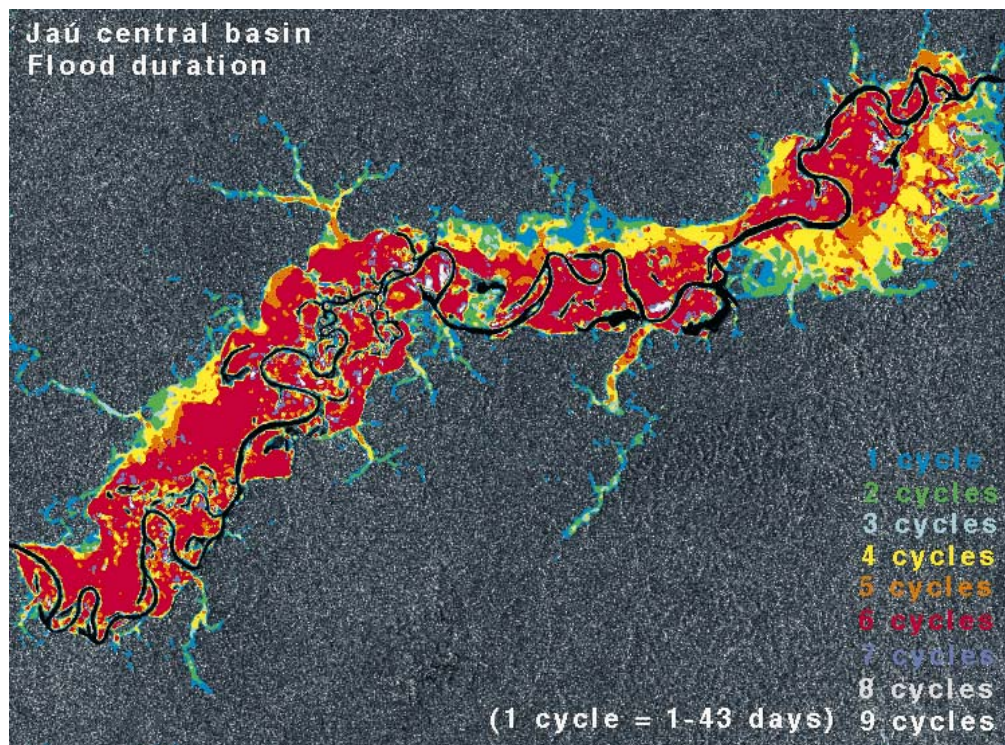 Jaú central basin
Flood duration
1 cycle
2 cycles
3 cycles
4 cycles
5 cycles
6 cycles
7 cycles
8 cycles
(1 cycle = 1-43 days) 9 cycles